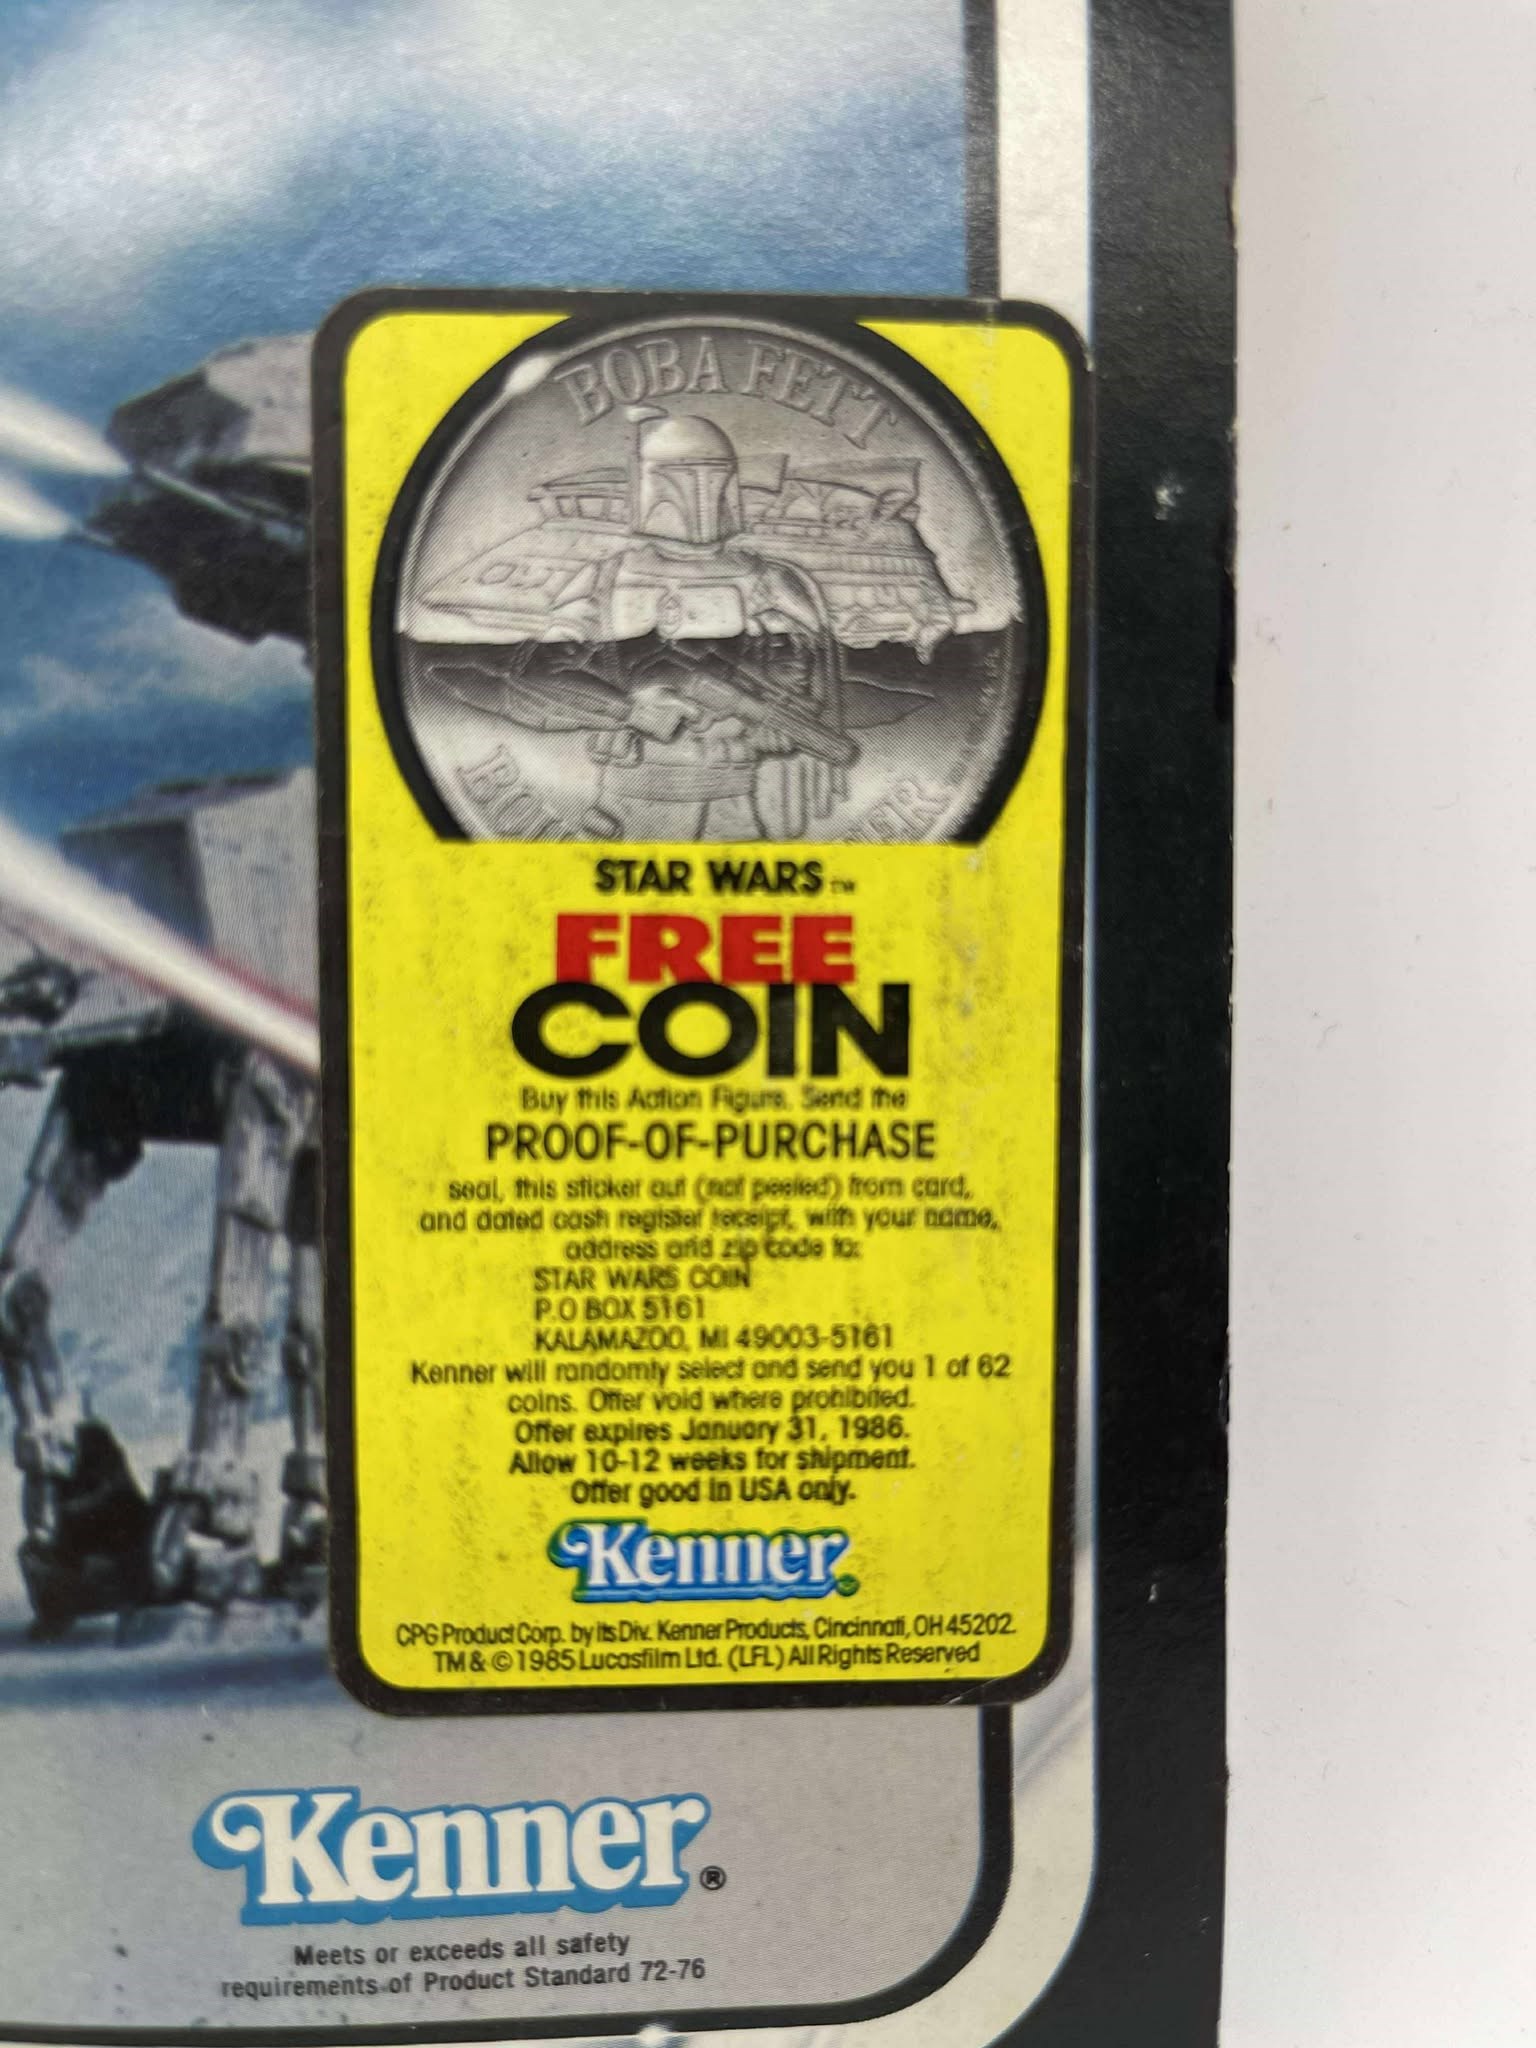 BOBA FETT
STAR WARS TM
FREE
COIN
Buy this Action Figure. Send the
PROOF-OF-PURCHASE
seal, this sticker out (not peeled) from card,
and dated cash register receipt, with your name,
address and zip code to:
STAR WARS COIN
P.O BOX 5161
KALAMAZOO, MI 49003-5161
Kenner will randomly select and send you 1 of 62
coins. Offer void where prohibited.
Offer expires January 31, 1986.
Allow 10-12 weeks for shipment.
Offer good in USA only.
Kenner
CPG Product Corp. by its Div. Kenner Products, Cincinnati, OH 45202.
TM & © 1985 Lucasfilm Ltd. (LFL) All Rights Reserved
Kenner®
Meets or exceeds all safety
requirements of Product Standard 72-76